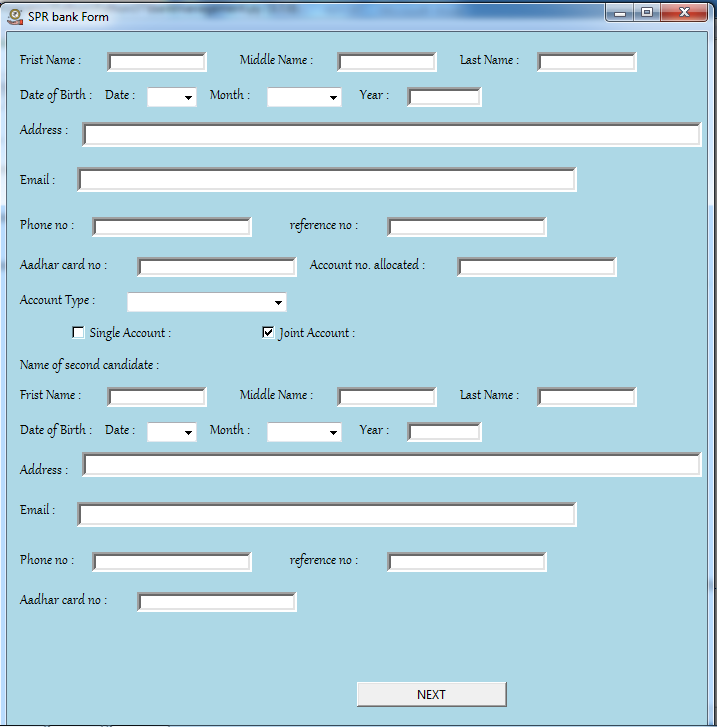 SPR bank Form
Frist Name : Middle Name : Last Name :
Date of Birth : Date : Month : Year :
Address :
Email :
Phone no : reference no :
Aadhar card no : Account no. allocated :
Account Type :
Single Account : Joint Account :
Name of second candidate :
Frist Name : Middle Name : Last Name :
Date of Birth : Date : Month : Year :
Address :
Email :
Phone no : reference no :
Aadhar card no :
NEXT